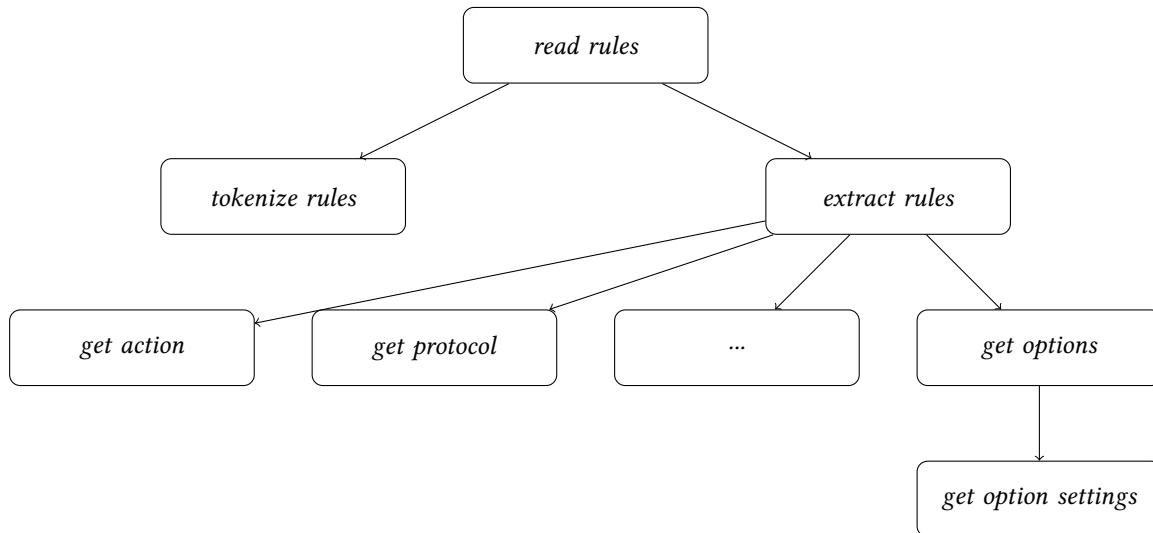 read rules
tokenize rules
extract rules
get action
get protocol
...
get options
get option settings